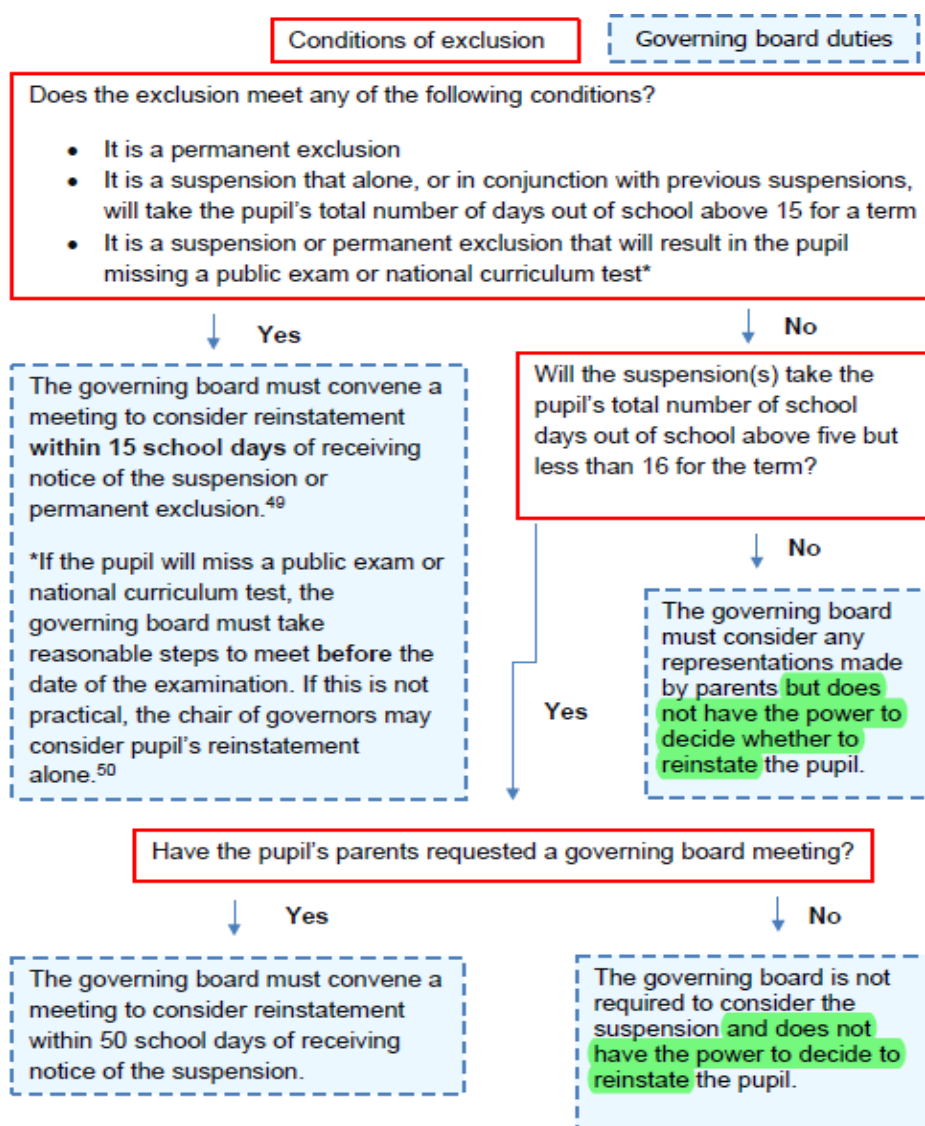 Conditions of exclusion
Governing board duties
Does the exclusion meet any of the following conditions?
• It is a permanent exclusion
• It is a suspension that alone, or in conjunction with previous suspensions,
will take the pupil's total number of days out of school above 15 for a term
• It is a suspension or permanent exclusion that will result in the pupil
missing a public exam or national curriculum test*
Yes
No
The governing board must convene a
meeting to consider reinstatement
within 15 school days of receiving
notice of the suspension or
permanent exclusion.49
*If the pupil will miss a public exam or
national curriculum test, the
governing board must take
reasonable steps to meet before the
date of the examination. If this is not
practical, the chair of governors may
consider pupil's reinstatement
alone.50
Will the suspension(s) take the
pupil's total number of school
days out of school above five but
less than 16 for the term?
No
The governing board
must consider any
representations made
by parents but does
not have the power to
decide whether to
reinstate the pupil.
Yes
Have the pupil's parents requested a governing board meeting?
Yes
No
The governing board must convene a
meeting to consider reinstatement
within 50 school days of receiving
notice of the suspension.
The governing board is not
required to consider the
suspension and does not
have the power to decide to
reinstate the pupil.